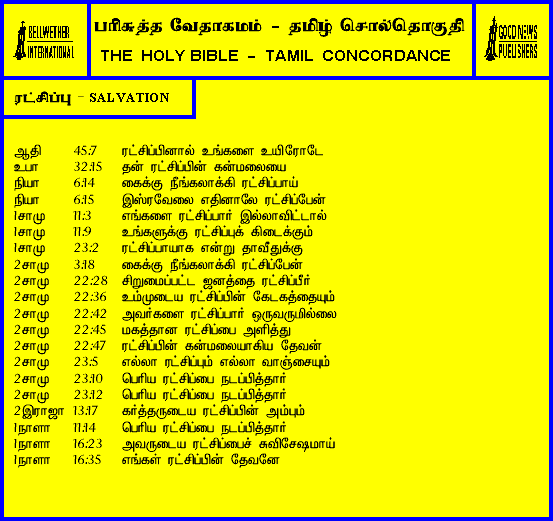 BELLWETHER
INTERNATIONAL
பரிசுத்த வேதாகமம் - தமிழ் சொல்தொகுதி
THE HOLY BIBLE - TAMIL CONCORDANCE
GOOD NEWS
PUBLISHERS
ரட்சிப்பு - SALVATION
ஆதி 45:7 ரட்சிப்பினால் உங்களை உயிரோடே
உபா 32:15 தன் ரட்சிப்பின் கன்மலையை
நியா 6:14 கைக்கு நீங்கலாக்கி ரட்சிப்பாய்
நியா 6:15 இஸ்ரவேலை எதினாலே ரட்சிப்பேன்
1சாமு 11:3 எங்களை ரட்சிப்பார் இல்லாவிட்டால்
1சாமு 11:9 உங்களுக்கு ரட்சிப்புக் கிடைக்கும்
1சாமு 23:2 ரட்சிப்பாயாக என்று தாவீதுக்கு
2சாமு 3:18 கைக்கு நீங்கலாக்கி ரட்சிப்பேன்
2சாமு 22:28 சிறுமைப்பட்ட ஜனத்தை ரட்சிப்பீர்
2சாமு 22:36 உம்முடைய ரட்சிப்பின் கேடகத்தையும்
2சாமு 22:42 அவர்களை ரட்சிப்பார் ஒருவருமில்லை
2சாமு 22:45 மகத்தான ரட்சிப்பை அளித்து
2சாமு 22:47 ரட்சிப்பின் கன்மலையாகிய தேவன்
2சாமு 23:5 எல்லா ரட்சிப்பும் எல்லா வாஞ்சையும்
2சாமு 23:10 பெரிய ரட்சிப்பை நடப்பித்தார்
2சாமு 23:12 பெரிய ரட்சிப்பை நடப்பித்தார்
2இராஜா 13:17 கர்த்தருடைய ரட்சிப்பின் அம்பும்
1நாளா 11:14 பெரிய ரட்சிப்பை நடப்பித்தார்
1நாளா 16:23 அவருடைய ரட்சிப்பைச் சுவிசேஷமாய்
1நாளா 16:35 எங்கள் ரட்சிப்பின் தேவனே